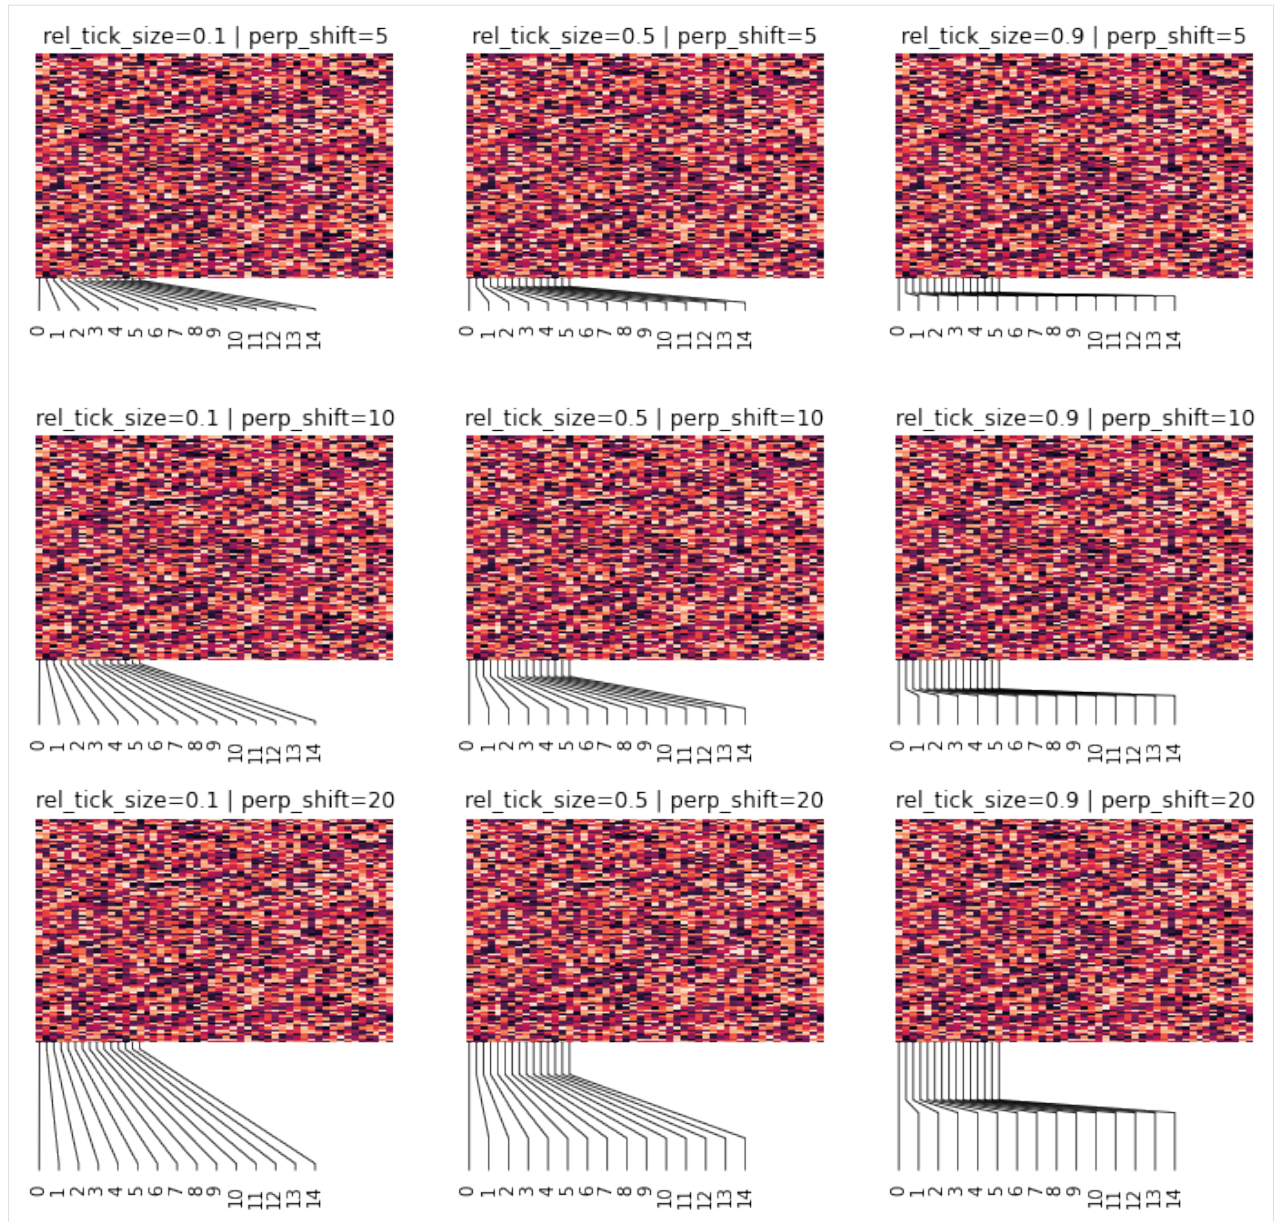 rel_tick_size=0.1 | perp_shift=5
rel_tick_size=0.5 | perp_shift=5
rel_tick_size=0.9 | perp_shift=5
0 1 2 3 4 5 6 7 8 9 10 11 12 13 14
0 1 2 3 4 5 6 7 8 9 10 11 12 13 14
0 1 2 3 4 5 6 7 8 9 10 11 12 13 14
rel_tick_size=0.1 | perp_shift=10
rel_tick_size=0.5 | perp_shift=10
rel_tick_size=0.9 | perp_shift=10
0 1 2 3 4 5 6 7 8 9 10 11 12 13 14
0 1 2 3 4 5 6 7 8 9 10 11 12 13 14
0 1 2 3 4 5 6 7 8 9 10 11 12 13 14
rel_tick_size=0.1 | perp_shift=20
rel_tick_size=0.5 | perp_shift=20
rel_tick_size=0.9 | perp_shift=20
0 1 2 3 4 5 6 7 8 9 10 11 12 13 14
0 1 2 3 4 5 6 7 8 9 10 11 12 13 14
0 1 2 3 4 5 6 7 8 9 10 11 12 13 14